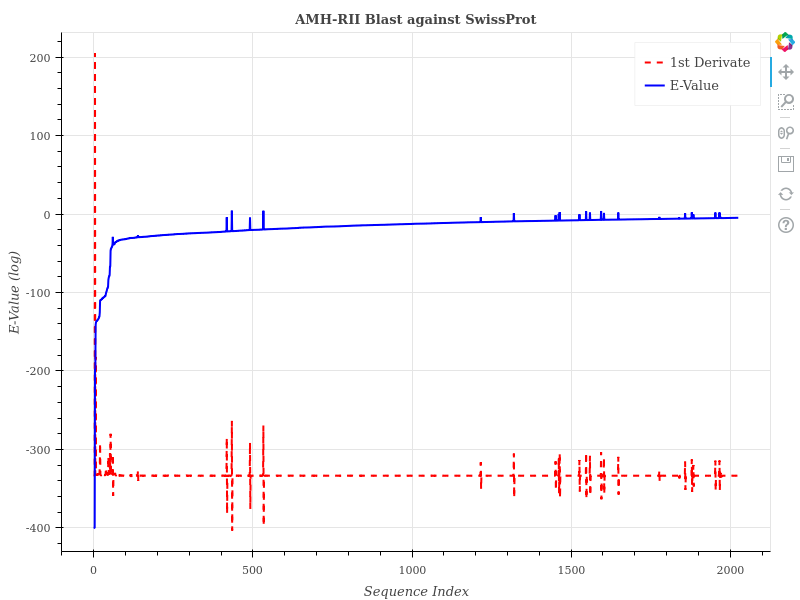 AMH-RII Blast against SwissProt
1st Derivate
E-Value
200
100
0
-100
-200
-300
-400
E-Value (log)
0
500
1000
1500
2000
Sequence Index